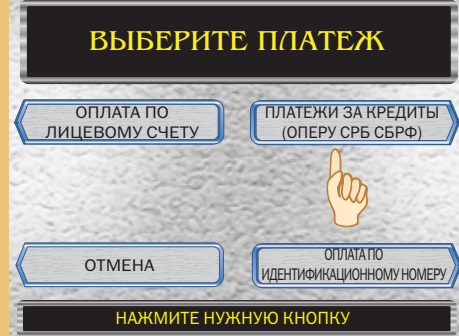 ВЫБЕРИТЕ ПЛАТЕЖ
ОПЛАТА ПО
ЛИЦЕВОМУ СЧЕТУ
ПЛАТЕЖИ ЗА КРЕДИТЫ
(ОПЕРУ СРБ СБРФ)
ОТМЕНА
ОПЛАТА ПО
ИДЕНТИФИКАЦИОННОМУ НОМЕРУ
НАЖМИТЕ НУЖНУЮ КНОПКУ